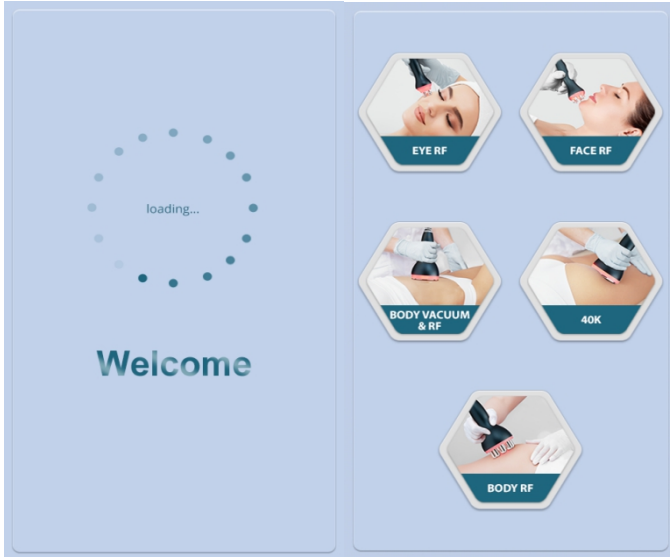 loading...
Welcome
EYE RF
FACE RF
BODY VACUUM
& RF
40K
BODY RF